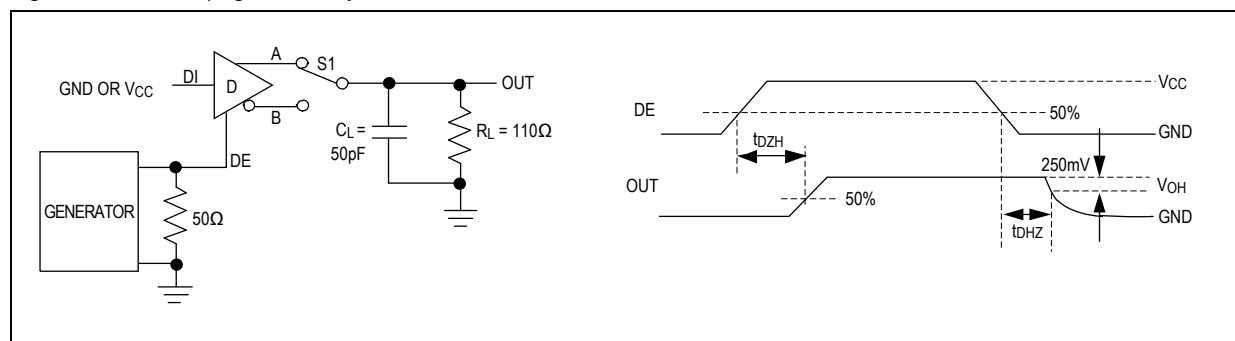 A
S1
GND OR VCC
DI
D
OUT
B
CL =
50pF
RL = 110Ω
DE
GENERATOR
50Ω
VCC
DE
50%
GND
tDZH
250mV
OUT
VOH
50%
GND
tDHZ